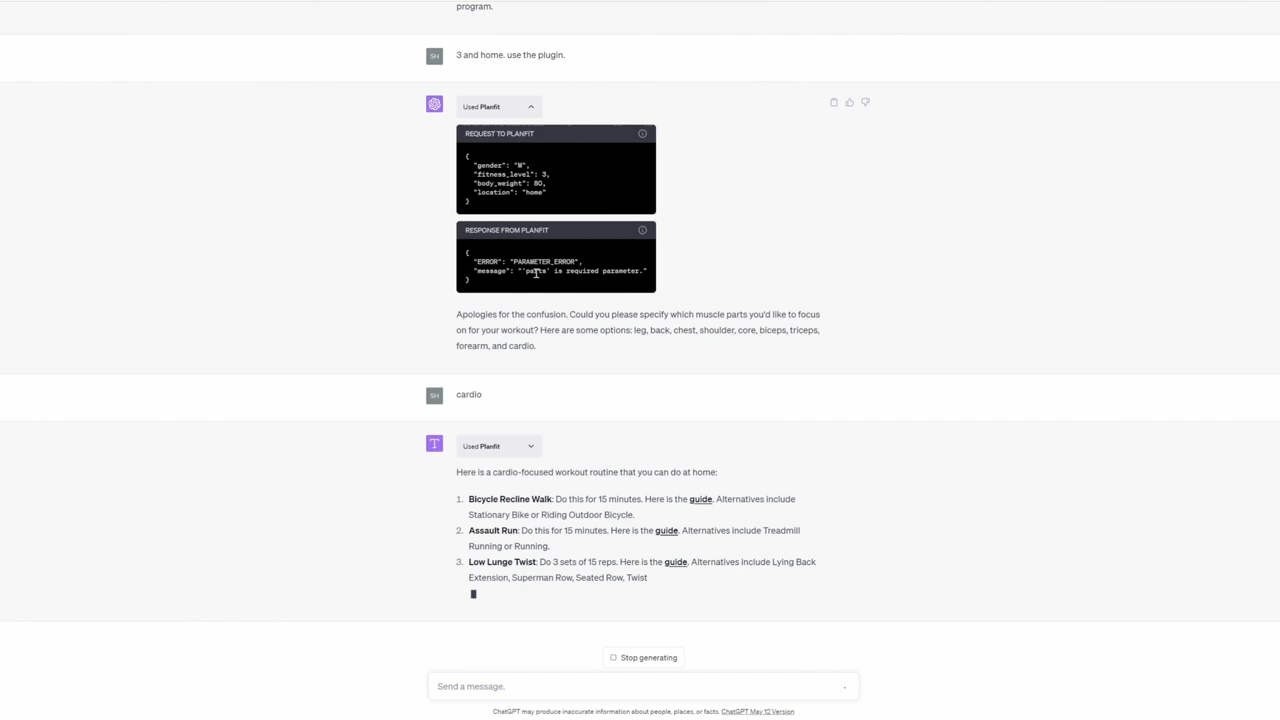 program.
SH
3 and home. use the plugin.
Used Planfit
REQUEST TO PLANFIT
{
"gender": "M",
"fitness_level": 3,
"body_weight": 80,
"location": "home"
}
RESPONSE FROM PLANFIT
{
"ERROR": "PARAMETER_ERROR",
"message": "'parts' is required parameter."
}
Apologies for the confusion. Could you please specify which muscle parts you'd like to focus
on for your workout? Here are some options: leg, back, chest, shoulder, core, biceps, triceps,
forearm, and cardio.
SH
cardio
T
Used Planfit
Here is a cardio-focused workout routine that you can do at home:
1. Bicycle Recline Walk: Do this for 15 minutes. Here is the guide. Alternatives include
Stationary Bike or Riding Outdoor Bicycle.
2. Assault Run: Do this for 15 minutes. Here is the guide. Alternatives include Treadmill
Running or Running.
3. Low Lunge Twist: Do 3 sets of 15 reps. Here is the guide. Alternatives include Lying Back
Extension, Superman Row, Seated Row, Twist
Stop generating
Send a message.
ChatGPT may produce inaccurate information about people, places, or facts. ChatGPT May 12 Version